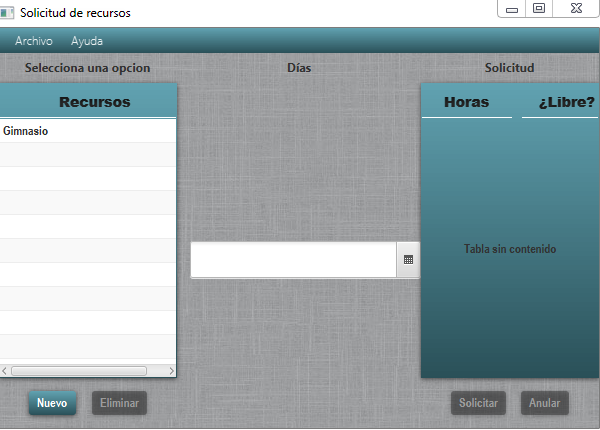 Solicitud de recursos
Archivo Ayuda
Selecciona una opcion
Días
Solicitud
Recursos
Horas
¿Libre?
Gimnasio
Tabla sin contenido
Nuevo
Eliminar
Solicitar
Anular